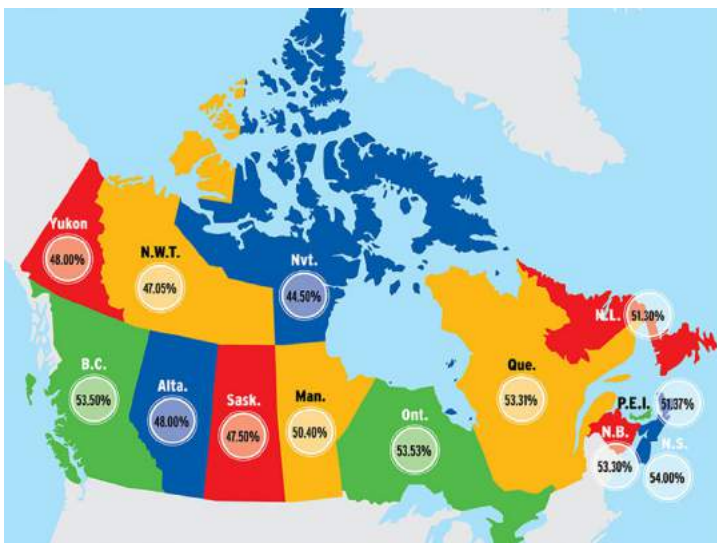 Yukon
48.00%
N.W.T.
47.05%
Nvt.
44.50%
B.C.
53.50%
Alta.
48.00%
Sask.
47.50%
Man.
50.40%
Ont.
53.53%
Que.
53.31%
N.L.
51.30%
P.E.I.
51.37%
N.B.
53.30%
N.S.
54.00%